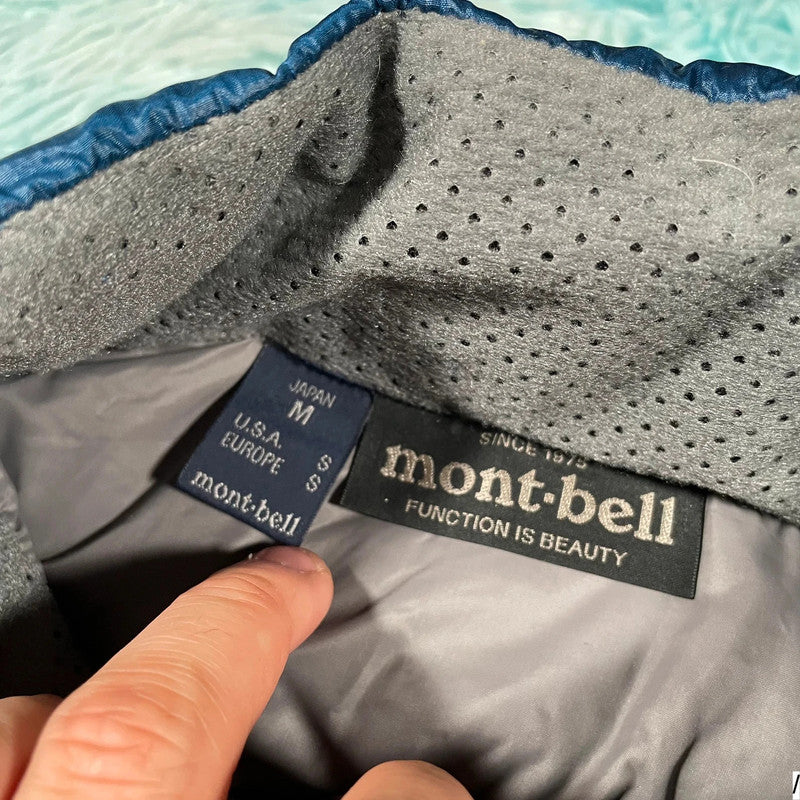 JAPAN
M
U.S.A. S
EUROPE S
mont-bell
SINCE 1975
mont-bell
FUNCTION IS BEAUTY